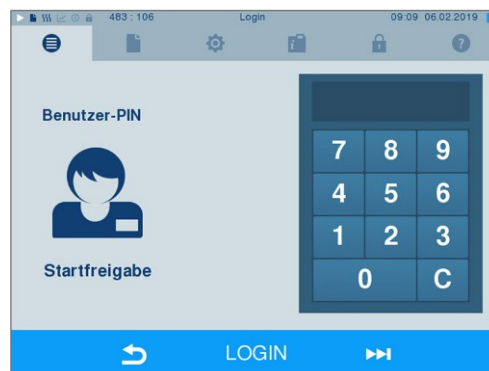 483 : 106 Login 09:09 06.02.2019
Benutzer-PIN
Startfreigabe
7 8 9
4 5 6
1 2 3
0 C
LOGIN